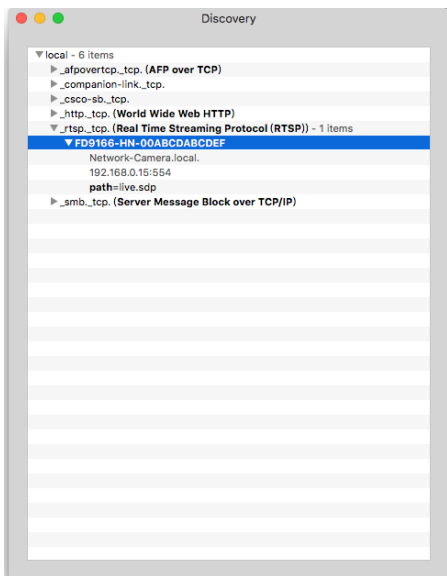 Discovery
local - 6 items
_afpovertcp._tcp. (AFP over TCP)
_companion-link._tcp.
_csco-sb._tcp.
_http._tcp. (World Wide Web HTTP)
_rtsp._tcp. (Real Time Streaming Protocol (RTSP)) - 1 items
FD9166-HN-00ABCDABCDEF
Network-Camera.local.
192.168.0.15:554
path=live.sdp
_smb._tcp. (Server Message Block over TCP/IP)